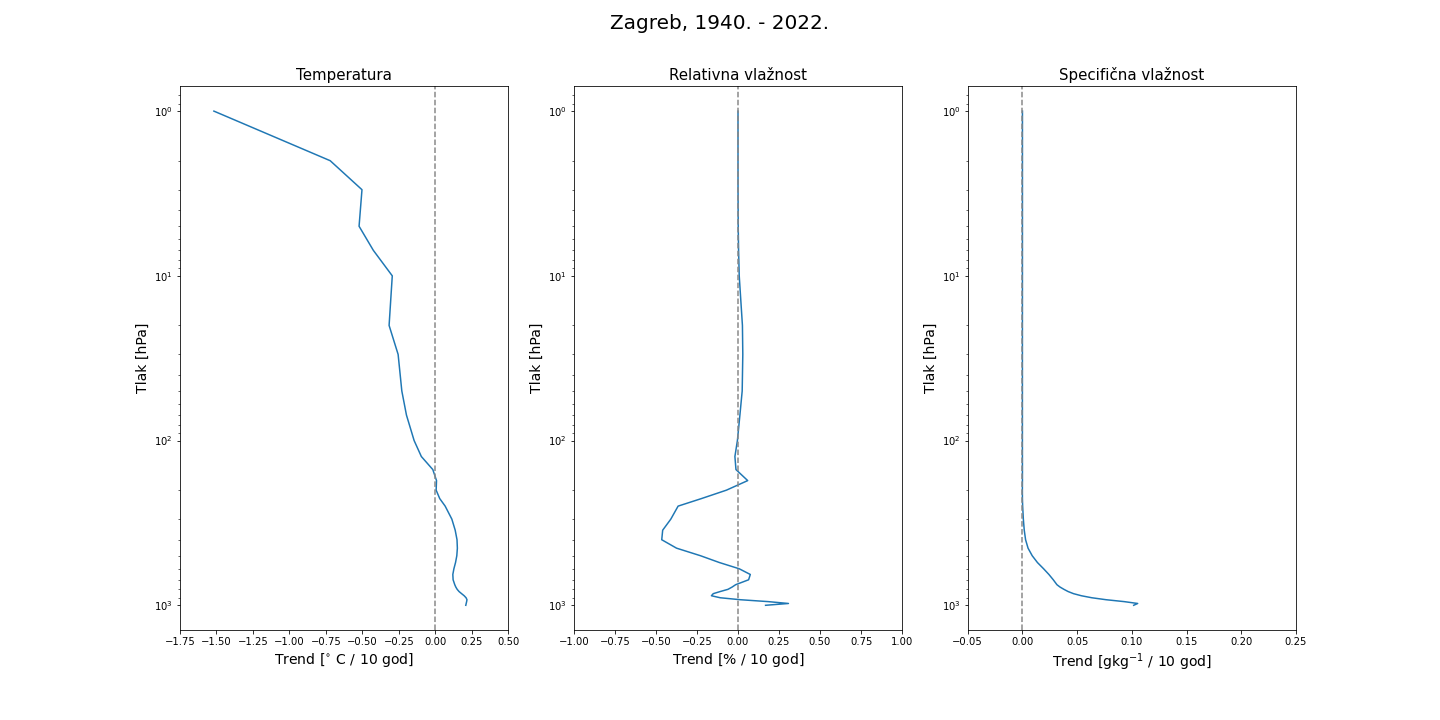 Zagreb, 1940. - 2022.
Temperatura
Relativna vlažnost
Specifična vlažnost
10⁰
10¹
10²
10³
Tlak [hPa]
−1.75 −1.50 −1.25 −1.00 −0.75 −0.50 −0.25 0.00 0.25 0.50
Trend [° C / 10 god]
10⁰
10¹
10²
10³
Tlak [hPa]
−1.00 −0.75 −0.50 −0.25 0.00 0.25 0.50 0.75 1.00
Trend [% / 10 god]
10⁰
10¹
10²
10³
Tlak [hPa]
−0.05 0.00 0.05 0.10 0.15 0.20 0.25
Trend [gkg⁻¹ / 10 god]